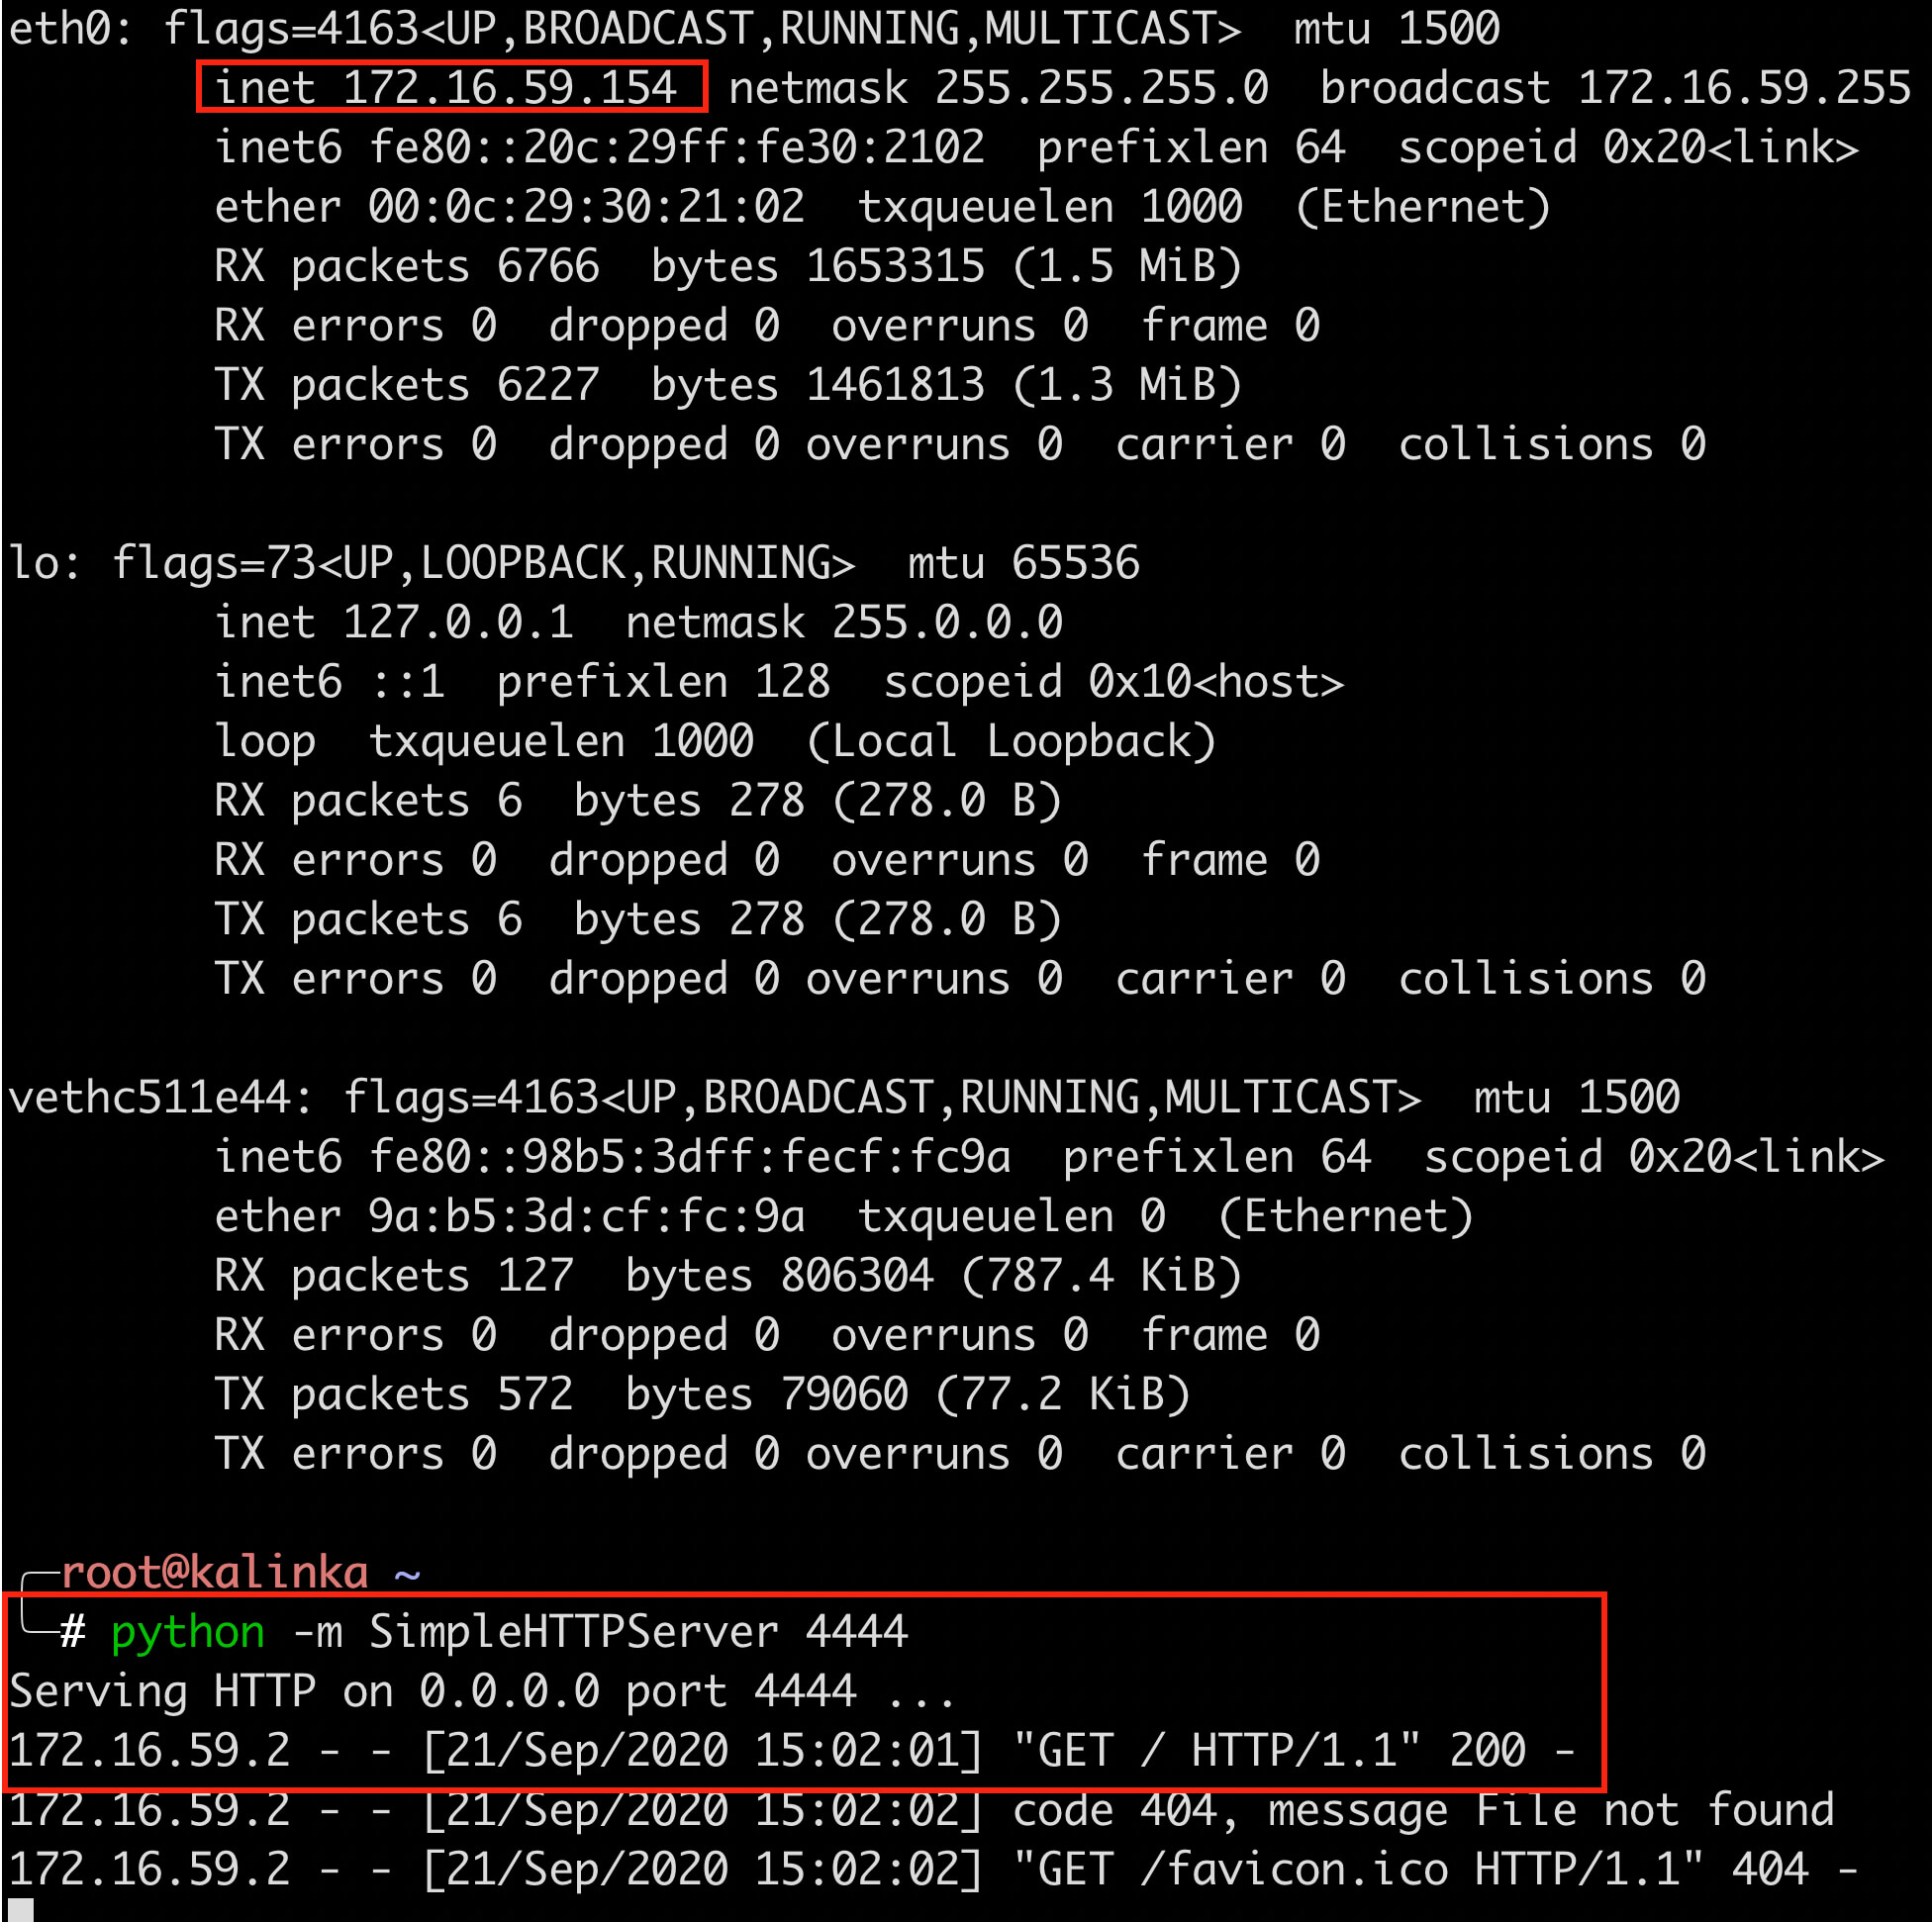 eth0: flags=4163<UP,BROADCAST,RUNNING,MULTICAST>  mtu 1500
        inet 172.16.59.154  netmask 255.255.255.0  broadcast 172.16.59.255
        inet6 fe80::20c:29ff:fe30:2102  prefixlen 64  scopeid 0x20<link>
        ether 00:0c:29:30:21:02  txqueuelen 1000  (Ethernet)
        RX packets 6766  bytes 1653315 (1.5 MiB)
        RX errors 0  dropped 0  overruns 0  frame 0
        TX packets 6227  bytes 1461813 (1.3 MiB)
        TX errors 0  dropped 0 overruns 0  carrier 0  collisions 0

lo: flags=73<UP,LOOPBACK,RUNNING>  mtu 65536
        inet 127.0.0.1  netmask 255.0.0.0
        inet6 ::1  prefixlen 128  scopeid 0x10<host>
        loop  txqueuelen 1000  (Local Loopback)
        RX packets 6  bytes 278 (278.0 B)
        RX errors 0  dropped 0  overruns 0  frame 0
        TX packets 6  bytes 278 (278.0 B)
        TX errors 0  dropped 0 overruns 0  carrier 0  collisions 0

vethc511e44: flags=4163<UP,BROADCAST,RUNNING,MULTICAST>  mtu 1500
        inet6 fe80::98b5:3dff:fecf:fc9a  prefixlen 64  scopeid 0x20<link>
        ether 9a:b5:3d:cf:fc:9a  txqueuelen 0  (Ethernet)
        RX packets 127  bytes 806304 (787.4 KiB)
        RX errors 0  dropped 0  overruns 0  frame 0
        TX packets 572  bytes 79060 (77.2 KiB)
        TX errors 0  dropped 0 overruns 0  carrier 0  collisions 0

╭─root@kalinka ~
╰─# python -m SimpleHTTPServer 4444
Serving HTTP on 0.0.0.0 port 4444 ...
172.16.59.2 - - [21/Sep/2020 15:02:01] "GET / HTTP/1.1" 200 -
172.16.59.2 - - [21/Sep/2020 15:02:02] code 404, message File not found
172.16.59.2 - - [21/Sep/2020 15:02:02] "GET /favicon.ico HTTP/1.1" 404 -